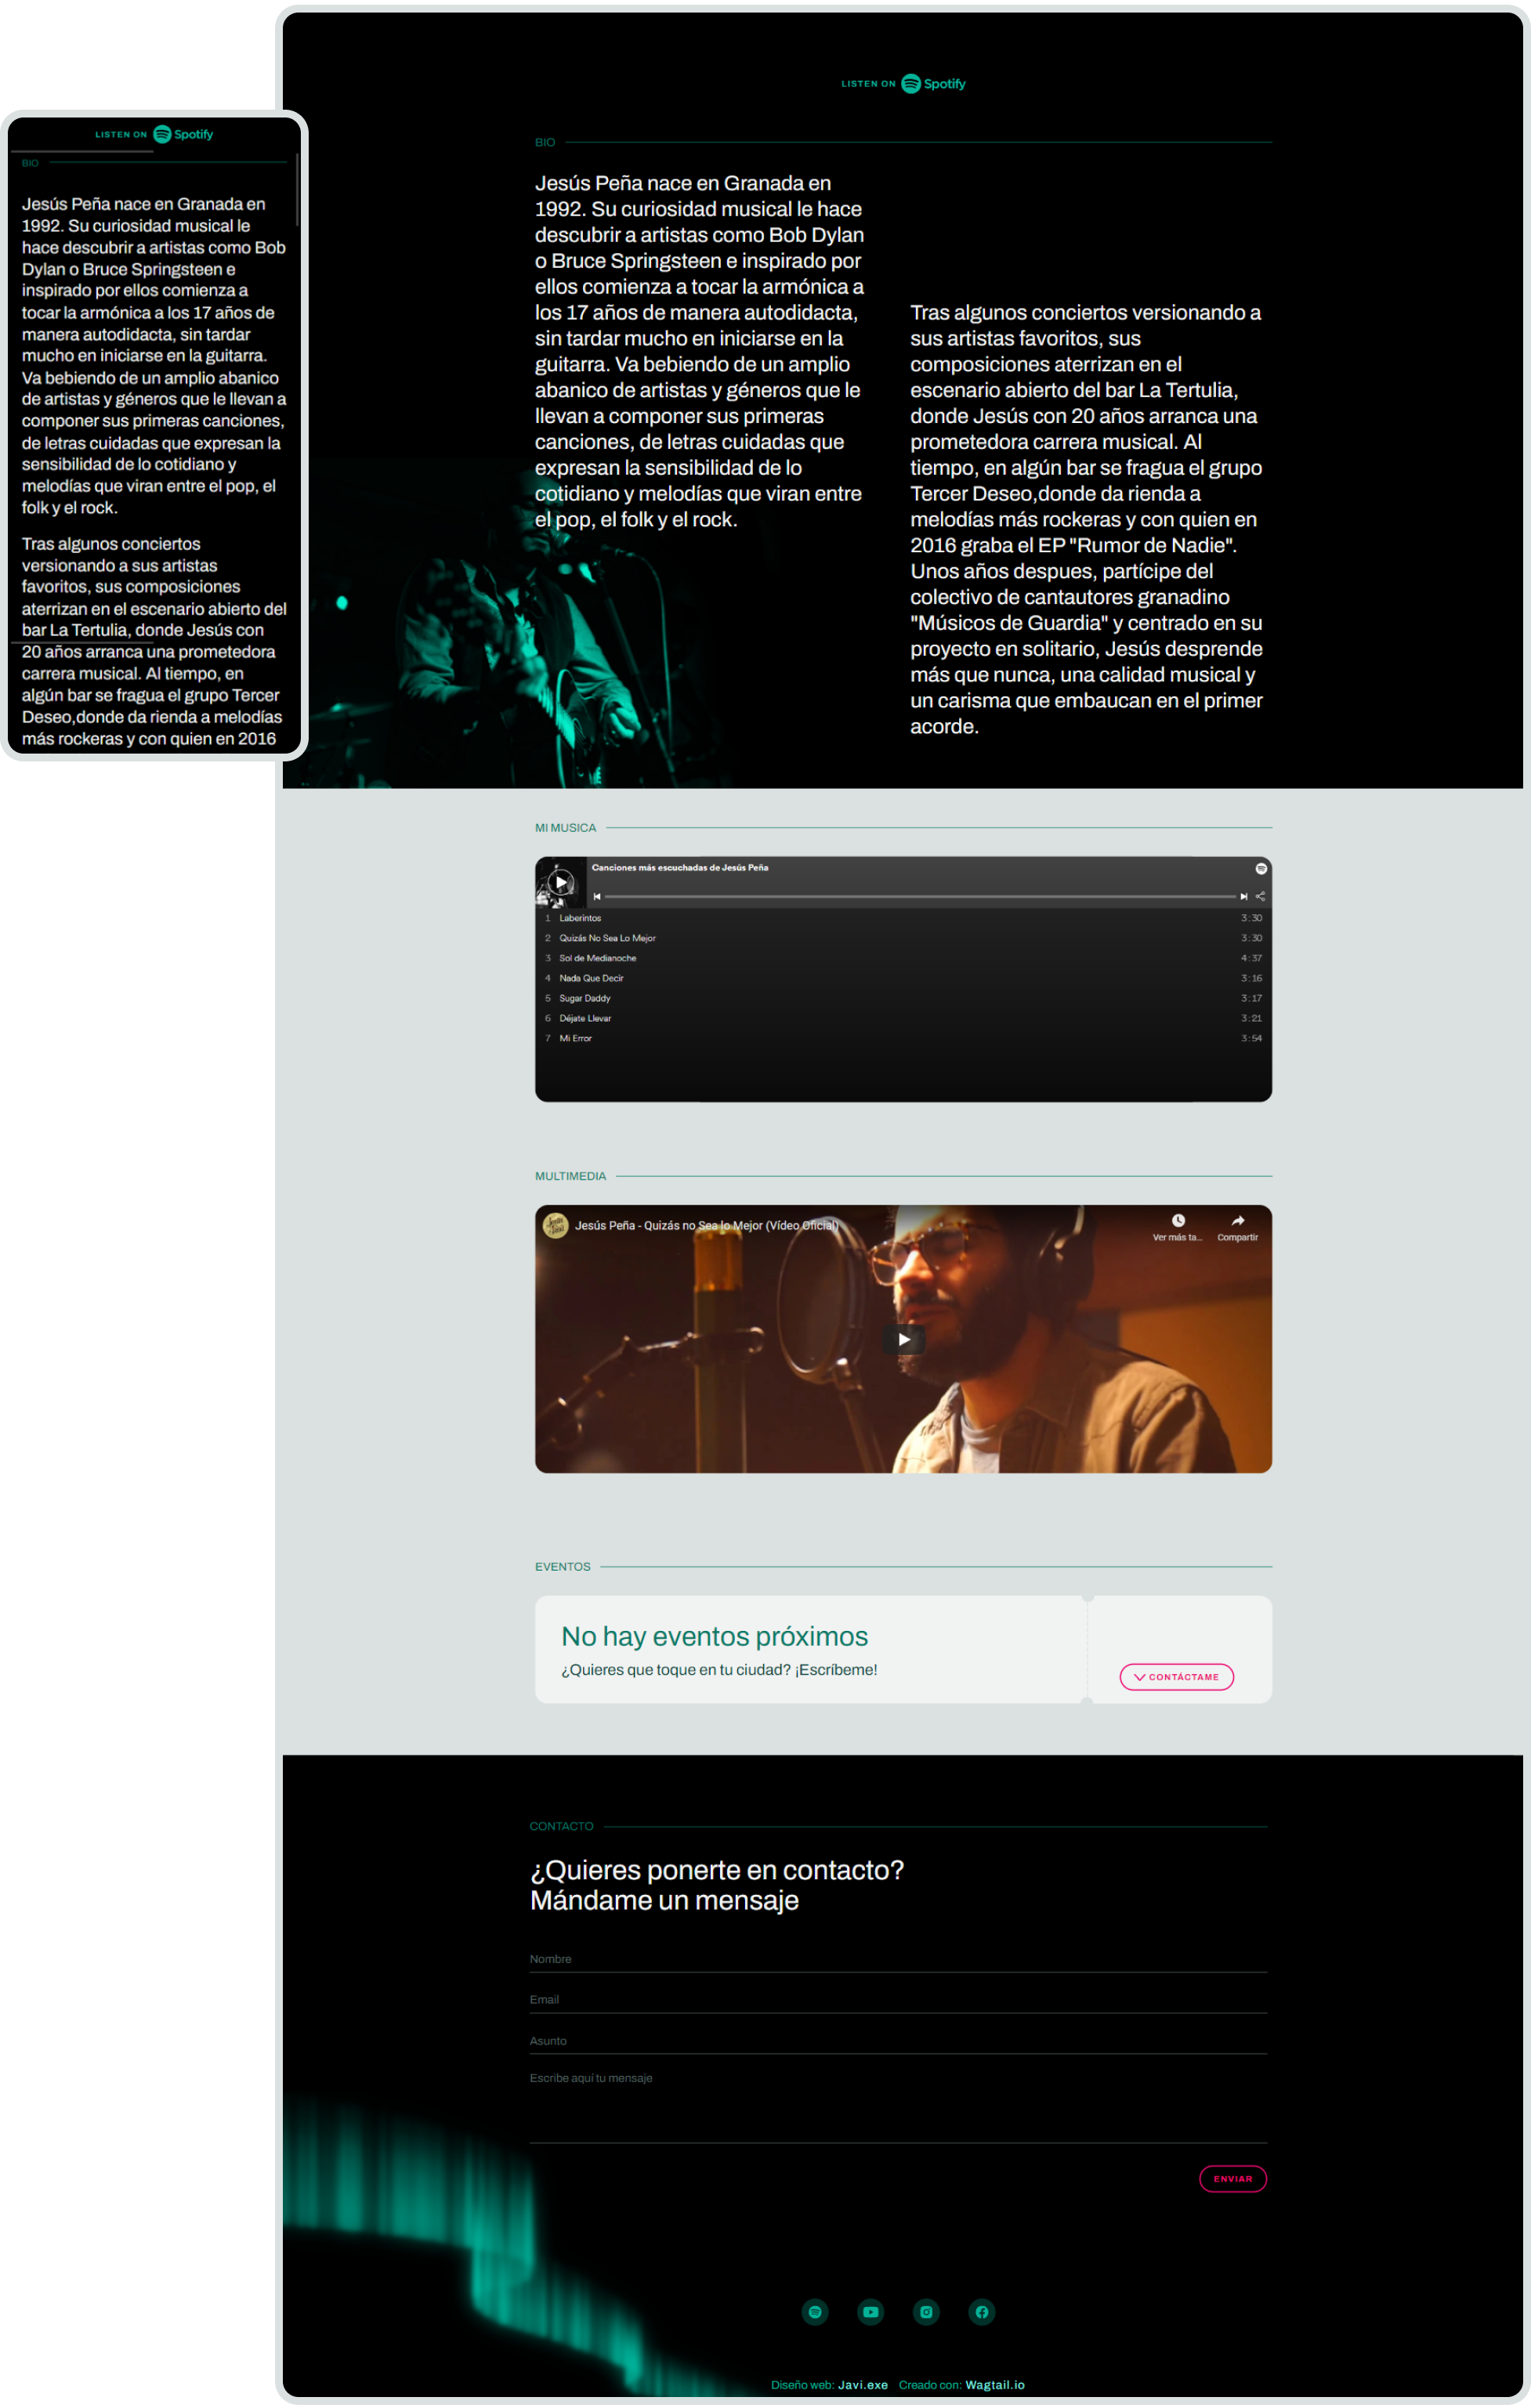 LISTEN ON Spotify
BIO
Jesús Peña nace en Granada en
1992. Su curiosidad musical le
hace descubrir a artistas como Bob
Dylan o Bruce Springsteen e
inspirado por ellos comienza a
tocar la armónica a los 17 años de
manera autodidacta, sin tardar
mucho en iniciarse en la guitarra.
Va bebiendo de un amplio abanico
de artistas y géneros que le llevan a
componer sus primeras canciones,
de letras cuidadas que expresan la
sensibilidad de lo cotidiano y
melodías que viran entre el pop, el
folk y el rock.
Tras algunos conciertos
versionando a sus artistas
favoritos, sus composiciones
aterrizan en el escenario abierto del
bar La Tertulia, donde Jesús con
20 años arranca una prometedora
carrera musical. Al tiempo, en
algún bar se fragua el grupo Tercer
Deseo,donde da rienda a melodías
más rockeras y con quien en 2016
LISTEN ON Spotify
BIO
Jesús Peña nace en Granada en
1992. Su curiosidad musical le hace
descubrir a artistas como Bob Dylan
o Bruce Springsteen e inspirado por
ellos comienza a tocar la armónica a
los 17 años de manera autodidacta,
sin tardar mucho en iniciarse en la
guitarra. Va bebiendo de un amplio
abanico de artistas y géneros que le
llevan a componer sus primeras
canciones, de letras cuidadas que
expresan la sensibilidad de lo
cotidiano y melodías que viran entre
el pop, el folk y el rock.
Tras algunos conciertos versionando a
sus artistas favoritos, sus
composiciones aterrizan en el
escenario abierto del bar La Tertulia,
donde Jesús con 20 años arranca una
prometedora carrera musical. Al
tiempo, en algún bar se fragua el grupo
Tercer Deseo,donde da rienda a
melodías más rockeras y con quien en
2016 graba el EP "Rumor de Nadie".
Unos años despues, partícipe del
colectivo de cantautores granadino
"Músicos de Guardia" y centrado en su
proyecto en solitario, Jesús desprende
más que nunca, una calidad musical y
un carisma que embaucan en el primer
acorde.
MI MUSICA
Canciones más escuchadas de Jesús Peña
1 Laberintos 3:30
2 Quizás No Sea Lo Mejor 3:30
3 Sol de Medianoche 4:37
4 Nada Que Decir 3:16
5 Sugar Daddy 3:17
6 Déjate Llevar 3:21
7 Mi Error 3:54
MULTIMEDIA
Jesús Peña - Quizás no Sea lo Mejor (Vídeo Oficial)
Ver más ta... Compartir
EVENTOS
No hay eventos próximos
¿Quieres que toque en tu ciudad? ¡Escríbeme!
CONTÁCTAME
CONTACTO
¿Quieres ponerte en contacto?
Mándame un mensaje
Nombre
Email
Asunto
Escribe aquí tu mensaje
ENVIAR
Diseño web: Javi.exe Creado con: Wagtail.io